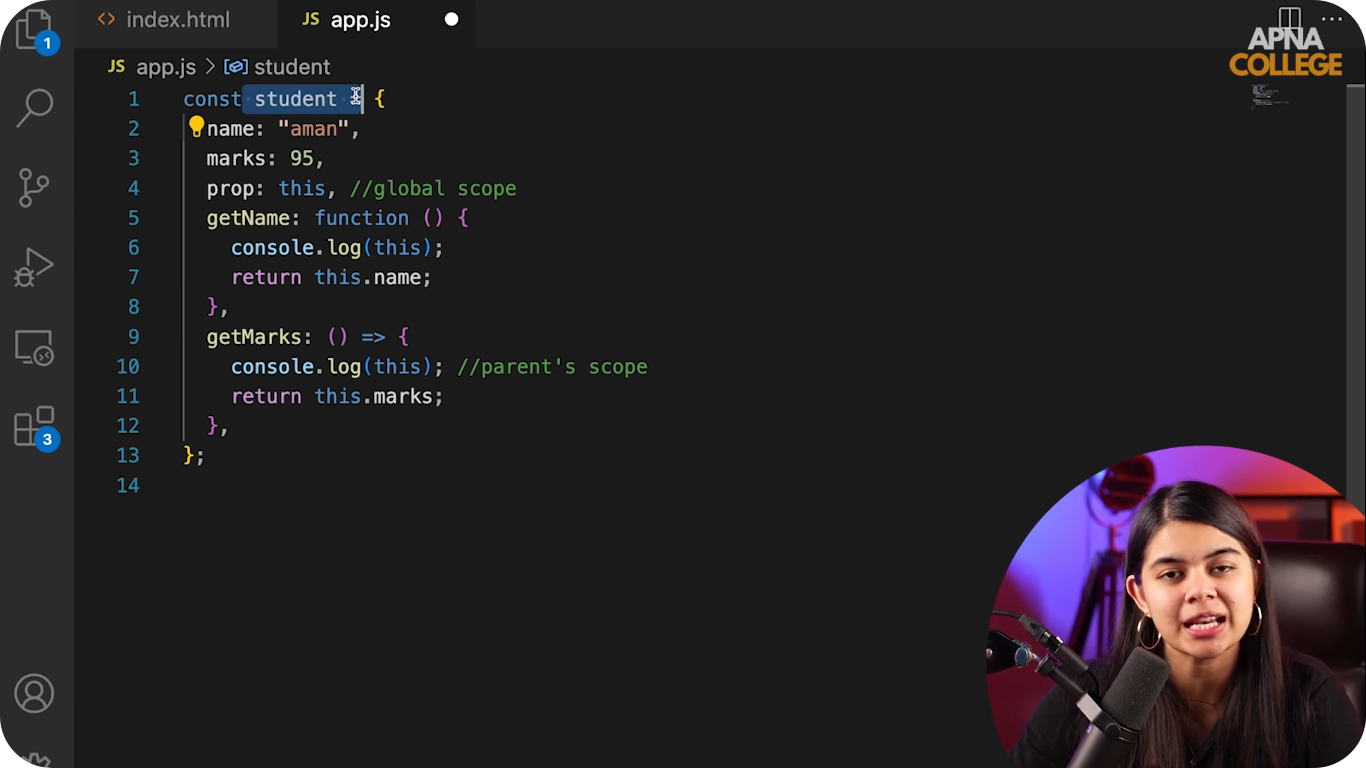 1
index.html
JS app.js
APNA
COLLEGE
JS app.js > student
1 const student = {
2 name: "aman",
3 marks: 95,
4 prop: this, //global scope
5 getName: function () {
6 console.log(this);
7 return this.name;
8 },
9 getMarks: () => {
10 console.log(this); //parent's scope
11 return this.marks;
12 },
13 };
14
3